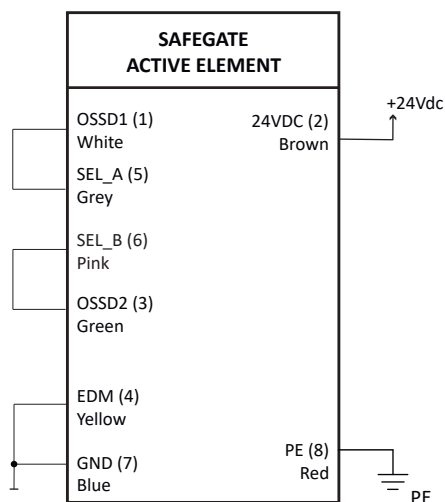 SAFEGATE
ACTIVE ELEMENT
OSSD1 (1)
White
SEL_A (5)
Grey
SEL_B (6)
Pink
OSSD2 (3)
Green
EDM (4)
Yellow
GND (7)
Blue
+24Vdc
24VDC (2)
Brown
PE (8)
Red
PE